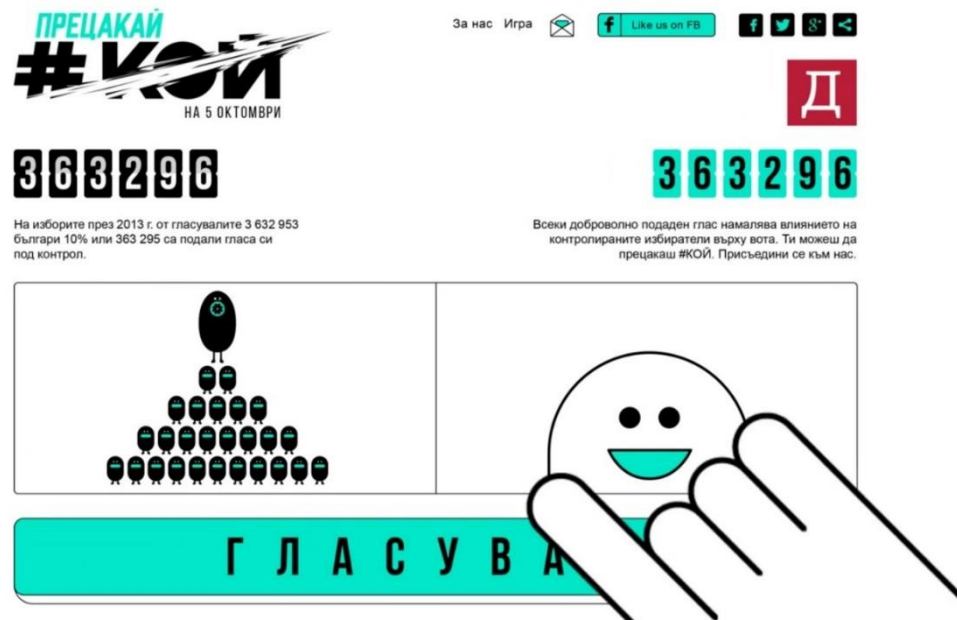 ПРЕЦАКАЙ
#КОЙ
НА 5 ОКТОМВРИ
За нас Игра
f Like us on FB
Д
363296
363296
На изборите през 2013 г. от гласувалите 3 632 953
българи 10% или 363 295 са подали гласа си
под контрол.
Всеки доброволно подаден глас намалява влиянието на
контролираните избиратели върху вота. Ти можеш да
прецакаш #КОЙ. Присъедини се към нас.
ГЛАСУВА